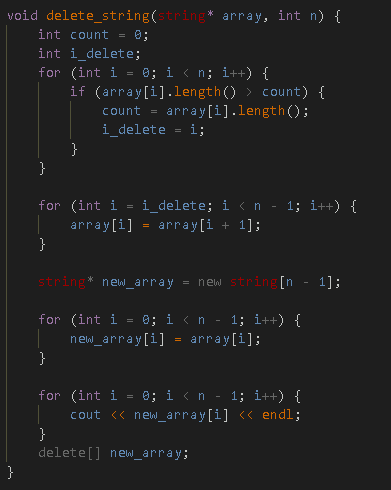 void delete_string(string* array, int n) {
    int count = 0;
    int i_delete;
    for (int i = 0; i < n; i++) {
        if (array[i].length() > count) {
            count = array[i].length();
            i_delete = i;
        }
    }

    for (int i = i_delete; i < n - 1; i++) {
        array[i] = array[i + 1];
    }

    string* new_array = new string[n - 1];

    for (int i = 0; i < n - 1; i++) {
        new_array[i] = array[i];
    }

    for (int i = 0; i < n - 1; i++) {
        cout << new_array[i] << endl;
    }
    delete[] new_array;
}